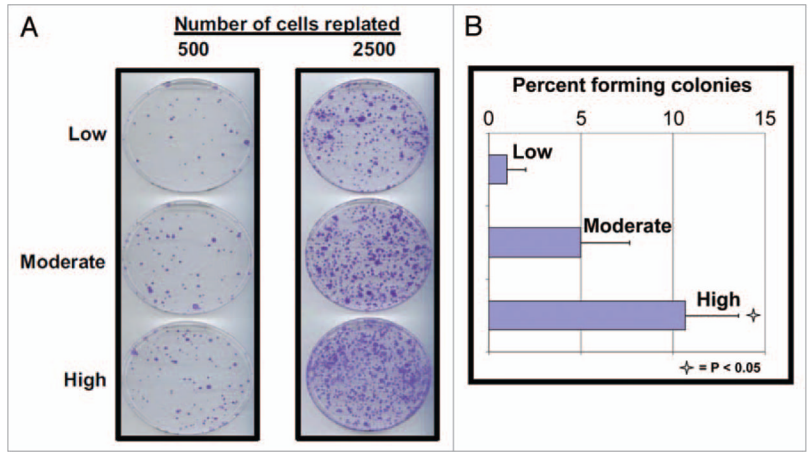 A
Number of cells replated
500 2500
Low
Moderate
High
B
Percent forming colonies
0 5 10 15
Low
Moderate
High
= P < 0.05